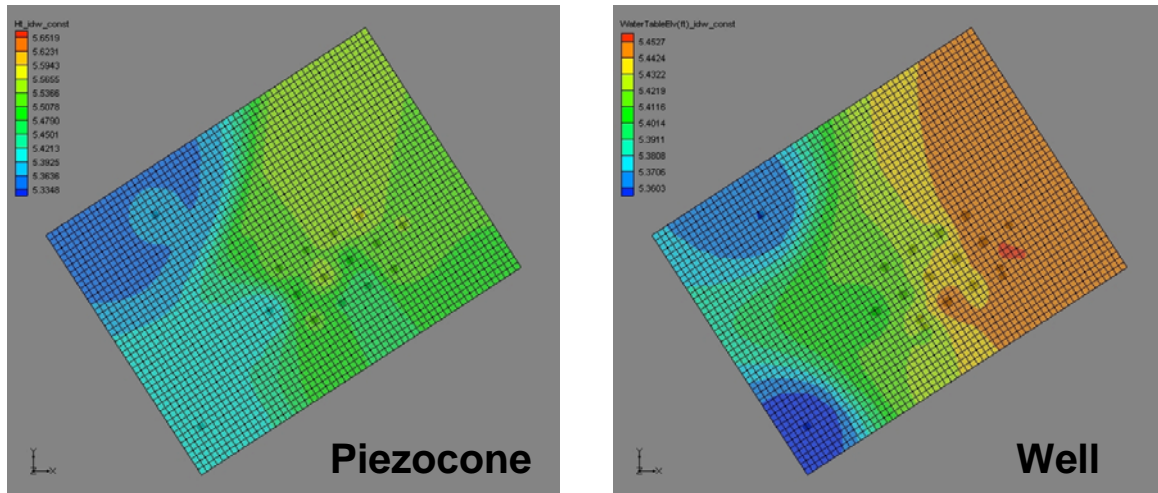 Ht_idw_const
5.6519
5.6231
5.5943
5.5655
5.5366
5.5078
5.4790
5.4501
5.4213
5.3925
5.3636
5.3348
Y
Z X
Piezocone
WaterTableElv(ft)_idw_const
5.4527
5.4424
5.4322
5.4219
5.4116
5.4014
5.3911
5.3808
5.3706
5.3603
Y
Z X
Well